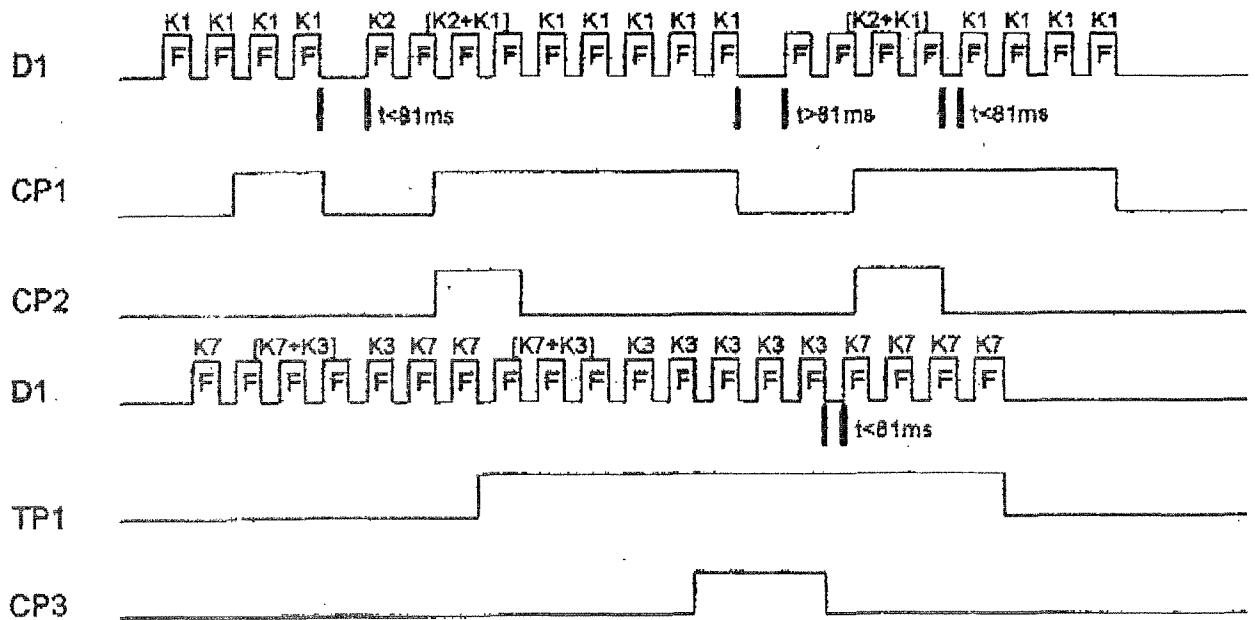 K1 K1 K1 K1 K2 [K2+K1] K1 K1 K1 K1 K1 [K2+K1] K1 K1 K1 K1
D1 F F F F F F F F F F F F F F F F F F F F F
t<81ms t>81ms t<81ms
CP1
CP2
K7 [K7+K3] K3 K7 K7 [K7+K3] K3 K3 K3 K3 K3 K7 K7 K7 K7
D1 F F F F F F F F F F F F F F F F F F F
t<81ms
TP1
CP3